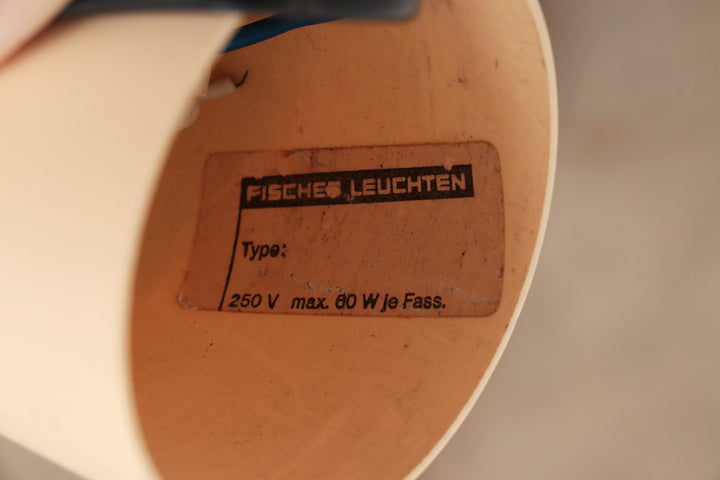 FISCHER LEUCHTEN
Type:
250 V max. 60 W je Fass.